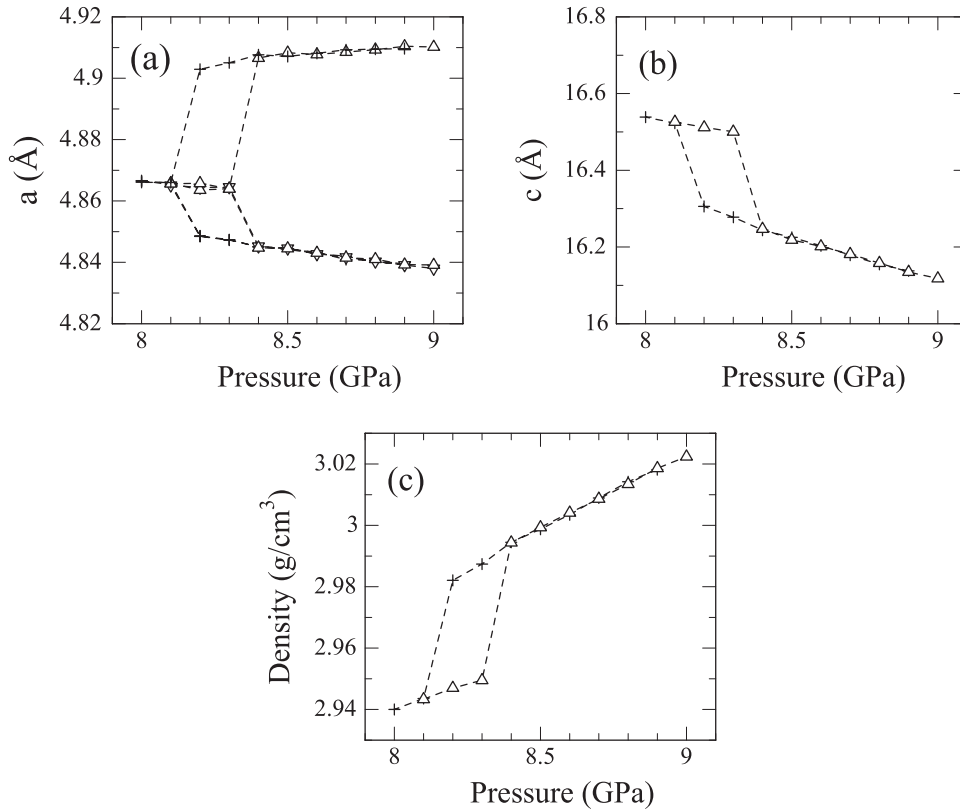 (a)
4.92
4.9
4.88
4.86
4.84
4.82
a (Å)
8
8.5
9
Pressure (GPa)
(b)
16.8
16.6
16.4
16.2
16
c (Å)
8
8.5
9
Pressure (GPa)
(c)
3.02
3
2.98
2.96
2.94
Density (g/cm³)
8
8.5
9
Pressure (GPa)